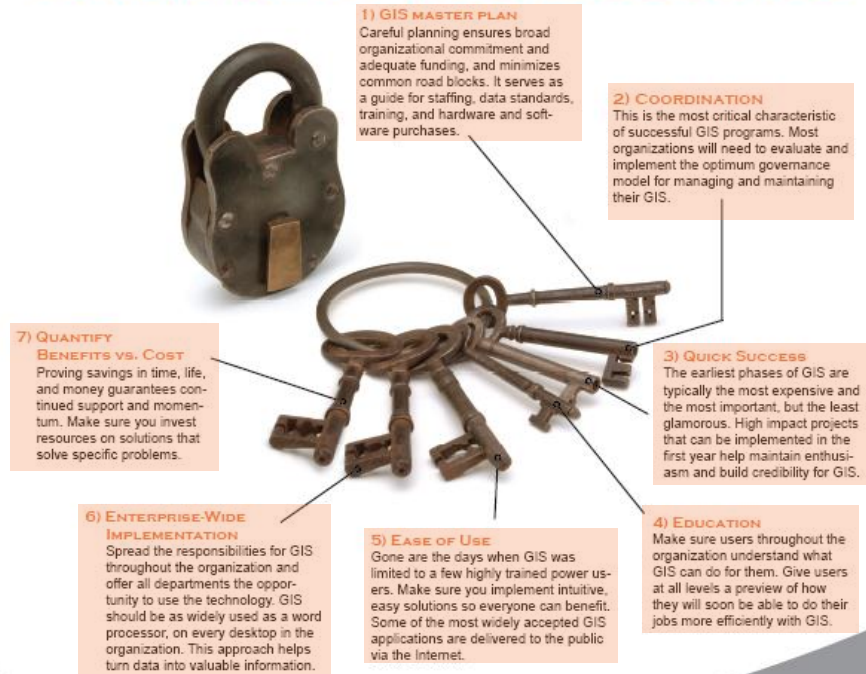 1) GIS MASTER PLAN
Careful planning ensures broad
organizational commitment and
adequate funding, and minimizes
common road blocks. It serves as
a guide for staffing, data standards,
training, and hardware and soft-
ware purchases.
2) COORDINATION
This is the most critical characteristic
of successful GIS programs. Most
organizations will need to evaluate and
implement the optimum governance
model for managing and maintaining
their GIS.
3) QUICK SUCCESS
The earliest phases of GIS are
typically the most expensive and
the most important, but the least
glamorous. High impact projects
that can be implemented in the
first year help maintain enthusi-
asm and build credibility for GIS.
4) EDUCATION
Make sure users throughout the
organization understand what
GIS can do for them. Give users
at all levels a preview of how
they will soon be able to do their
jobs more efficiently with GIS.
5) EASE OF USE
Gone are the days when GIS was
limited to a few highly trained power us-
ers. Make sure you implement intuitive,
easy solutions so everyone can benefit.
Some of the most widely accepted GIS
applications are delivered to the public
via the Internet.
6) ENTERPRISE-WIDE
IMPLEMENTATION
Spread the responsibilities for GIS
throughout the organization and
offer all departments the oppor-
tunity to use the technology. GIS
should be as widely used as a word
processor, on every desktop in the
organization. This approach helps
turn data into valuable information.
7) QUANTIFY
BENEFITS VS. COST
Proving savings in time, life,
and money guarantees con-
tinued support and momen-
tum. Make sure you invest
resources on solutions that
solve specific problems.